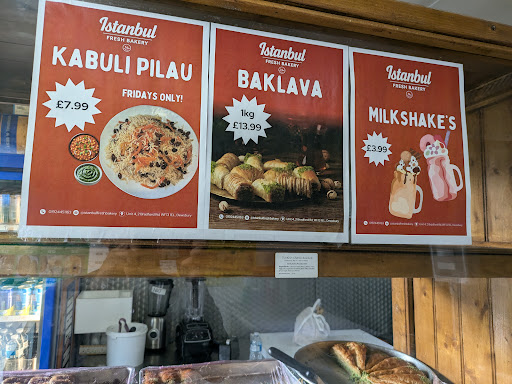 Istanbul
FRESH BAKERY
KABULI PILAU
£7.99
FRIDAYS ONLY!
Istanbul
FRESH BAKERY
BAKLAVA
1kg
£13.99
Istanbul
FRESH BAKERY
MILKSHAKE'S
£3.99